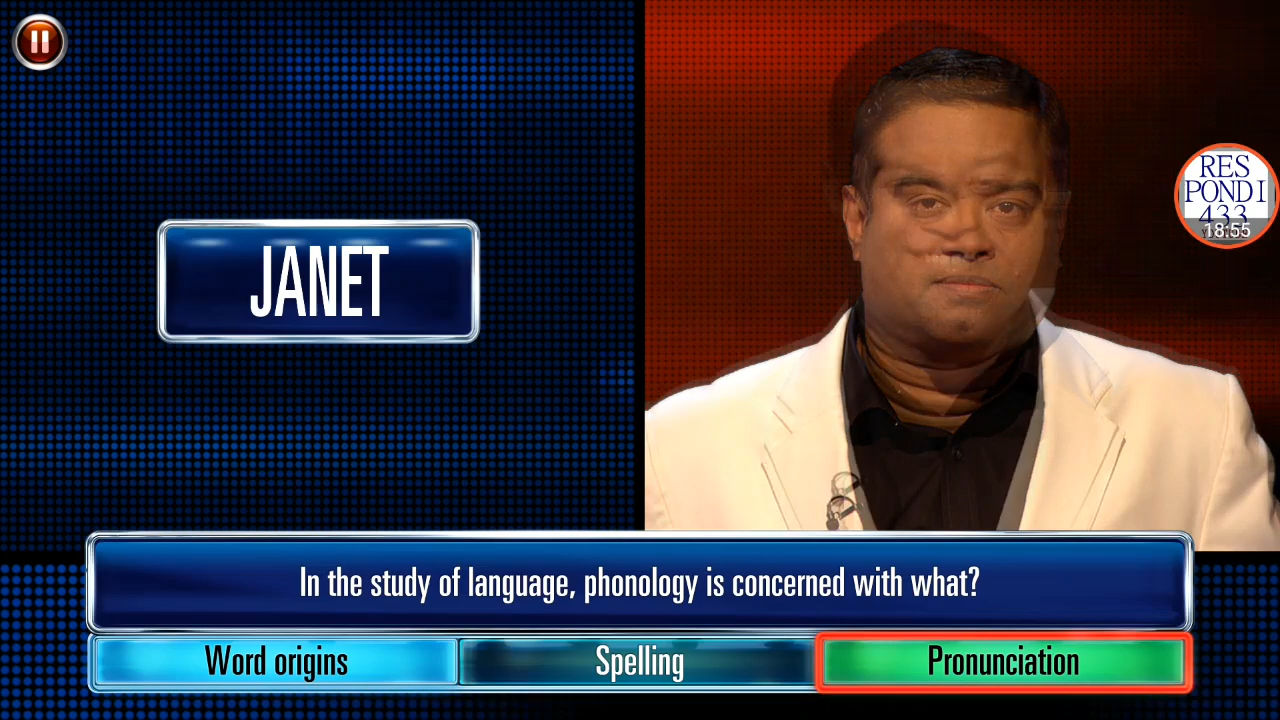 JANET
RES
PONDI
433
18:55
In the study of language, phonology is concerned with what?
Word origins
Spelling
Pronunciation